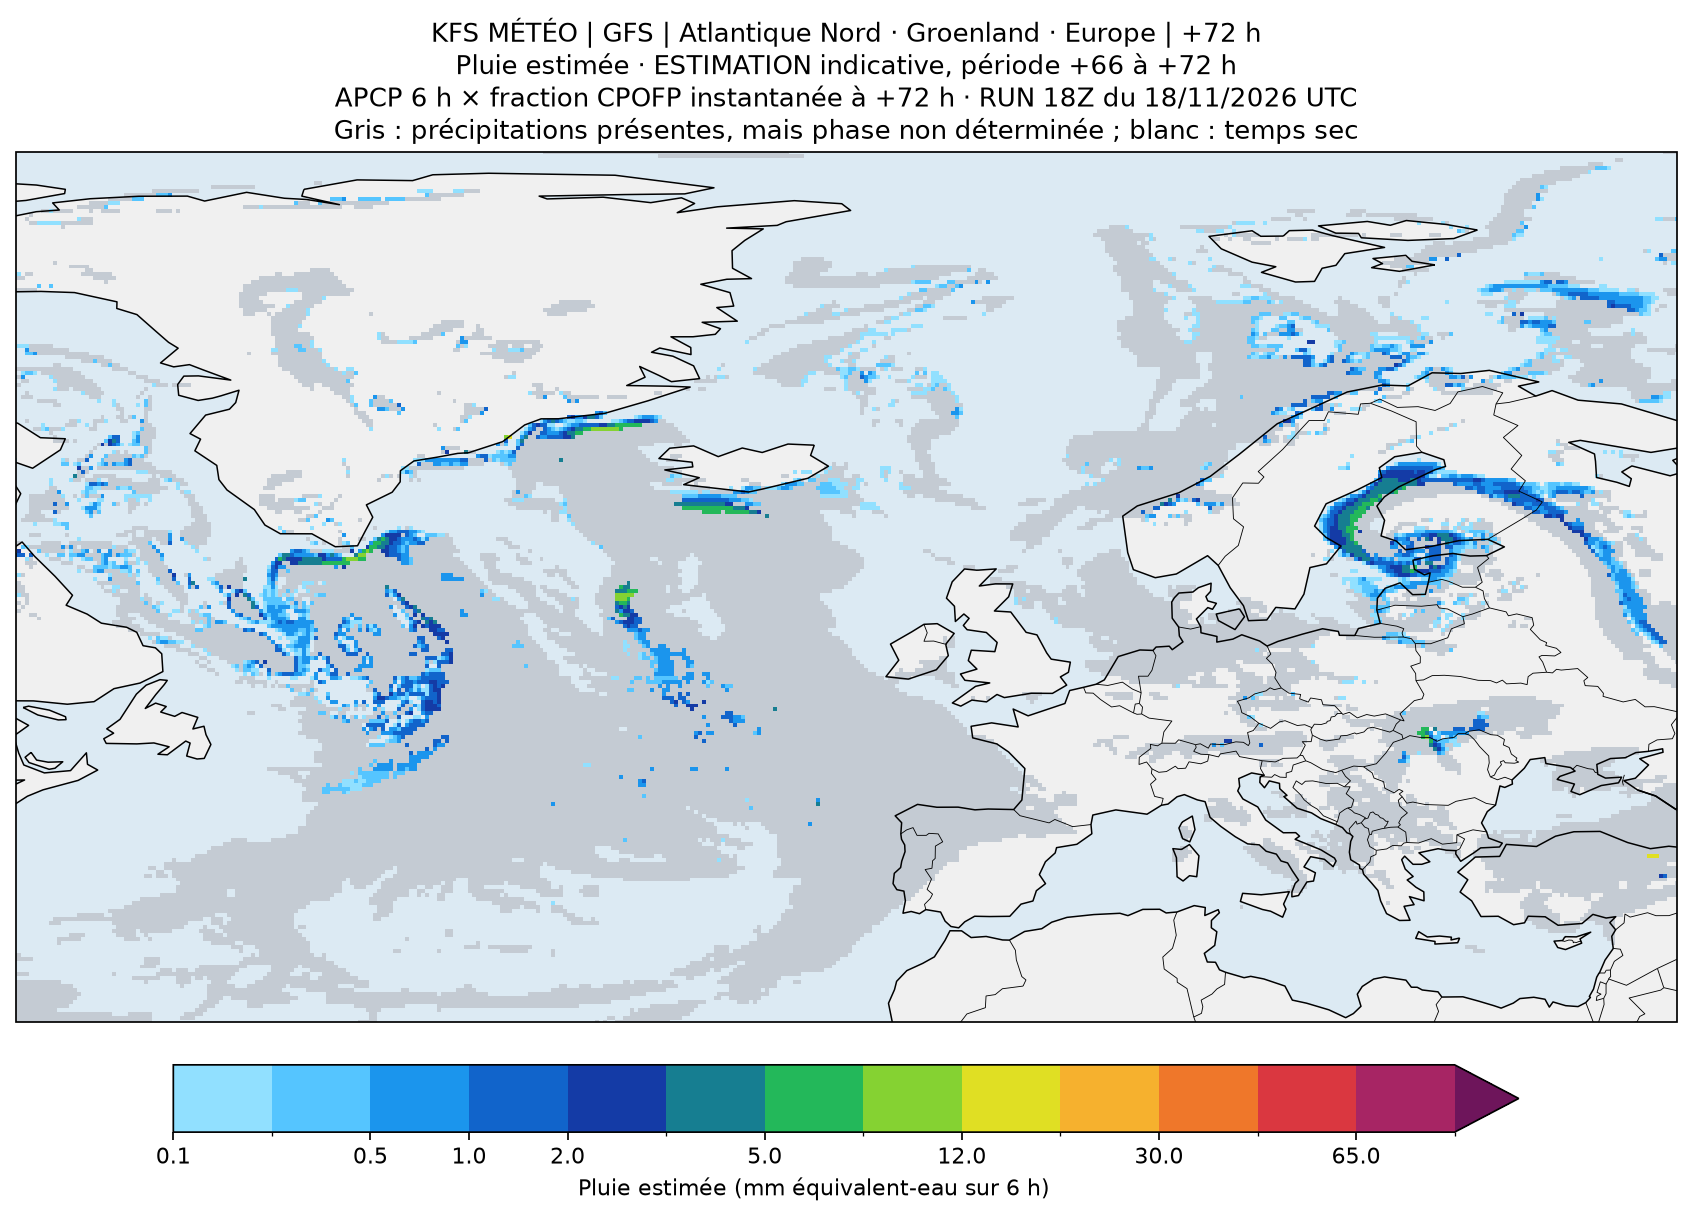 KFS MÉTÉO | GFS | Atlantique Nord · Groenland · Europe | +72 h
Pluie estimée · ESTIMATION indicative, période +66 à +72 h
APCP 6 h × fraction CPOFP instantanée à +72 h · RUN 18Z du 18/11/2026 UTC
Gris : précipitations présentes, mais phase non déterminée ; blanc : temps sec
0.1 0.5 1.0 2.0 5.0 12.0 30.0 65.0
Pluie estimée (mm équivalent-eau sur 6 h)